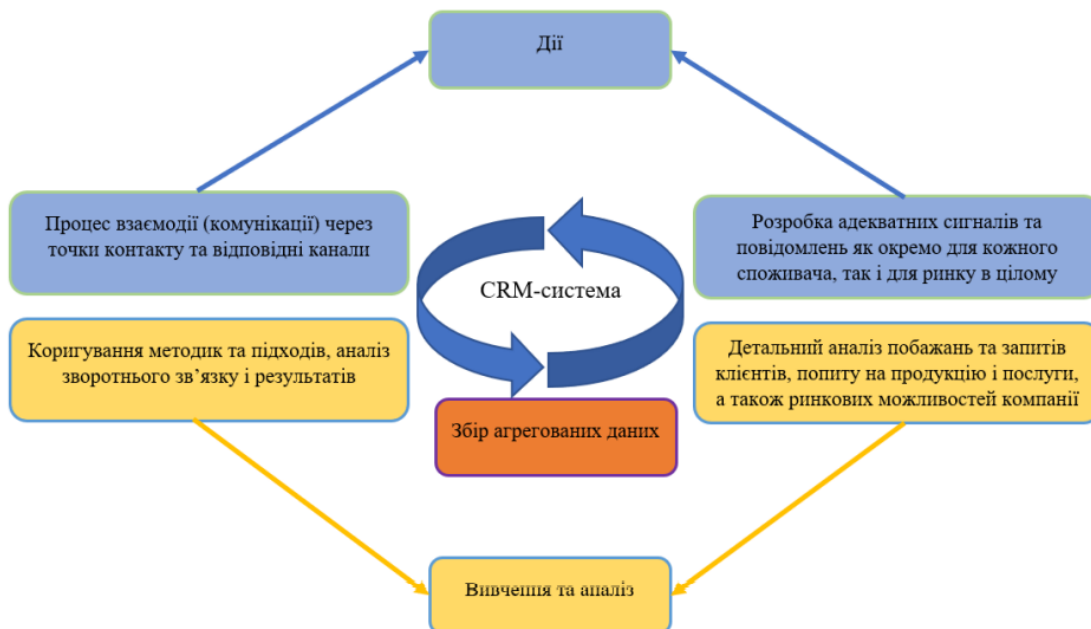 Дії
Процес взаємодії (комунікації) через
точки контакту та відповідні канали
Розробка адекватних сигналів та
повідомлень як окремо для кожного
споживача, так і для ринку в цілому
CRM-система
Коригування методик та підходів, аналіз
зворотнього зв’язку і результатів
Детальний аналіз побажань та запитів
клієнтів, попиту на продукцію і послуги,
а також ринкових можливостей компанії
Збір агрегованих даних
Вивчення та аналіз